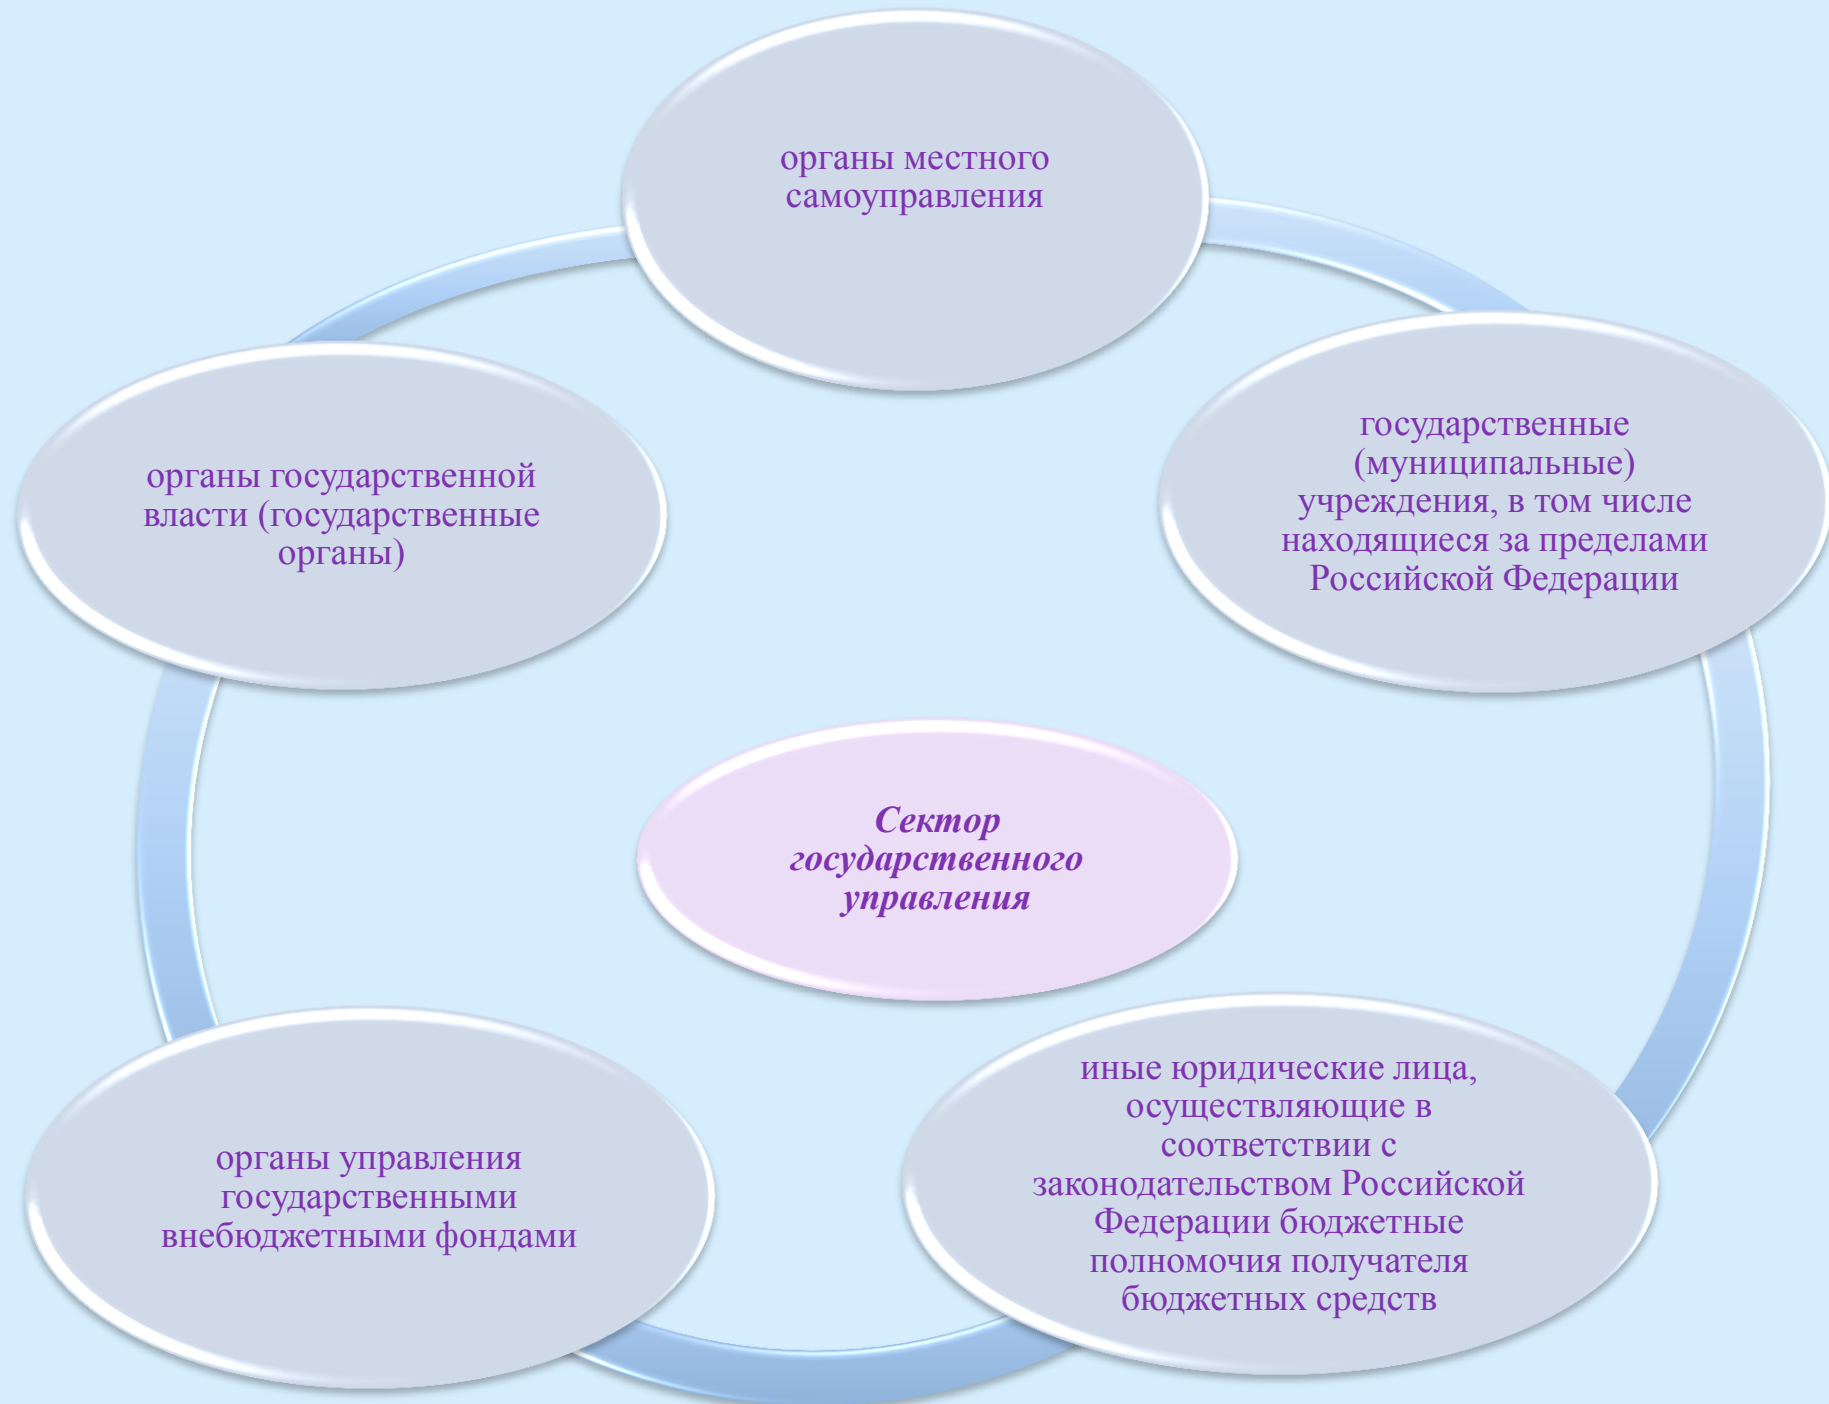 органы местного
самоуправления
государственные
(муниципальные)
учреждения, в том числе
находящиеся за пределами
Российской Федерации
органы государственной
власти (государственные
органы)
Сектор
государственного
управления
иные юридические лица,
осуществляющие в
соответствии с
законодательством Российской
Федерации бюджетные
полномочия получателя
бюджетных средств
органы управления
государственными
внебюджетными фондами